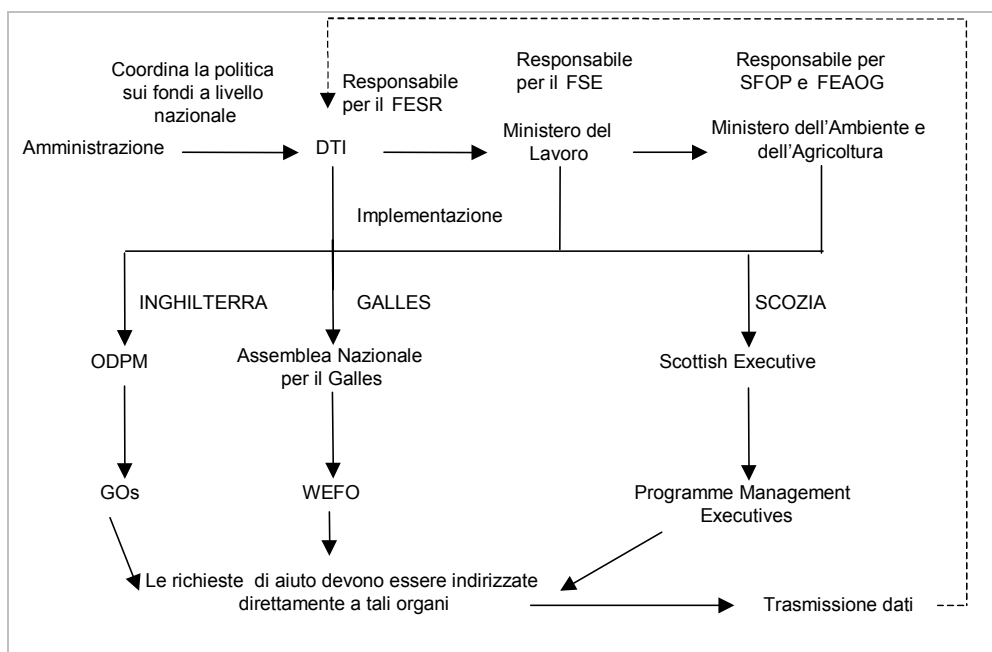 Coordina la politica
sui fondi a livello
nazionale
Responsabile
per il FESR
Responsabile
per il FSE
Responsabile per
SFOP e FEAOG
Amministrazione
DTI
Ministero del
Lavoro
Ministero dell'Ambiente e
dell'Agricoltura
Implementazione
INGHILTERRA
GALLES
SCOZIA
ODPM
Assemblea Nazionale
per il Galles
Scottish Executive
GOs
WEFO
Programme Management
Executives
Le richieste di aiuto devono essere indirizzate
direttamente a tali organi
Trasmissione dati